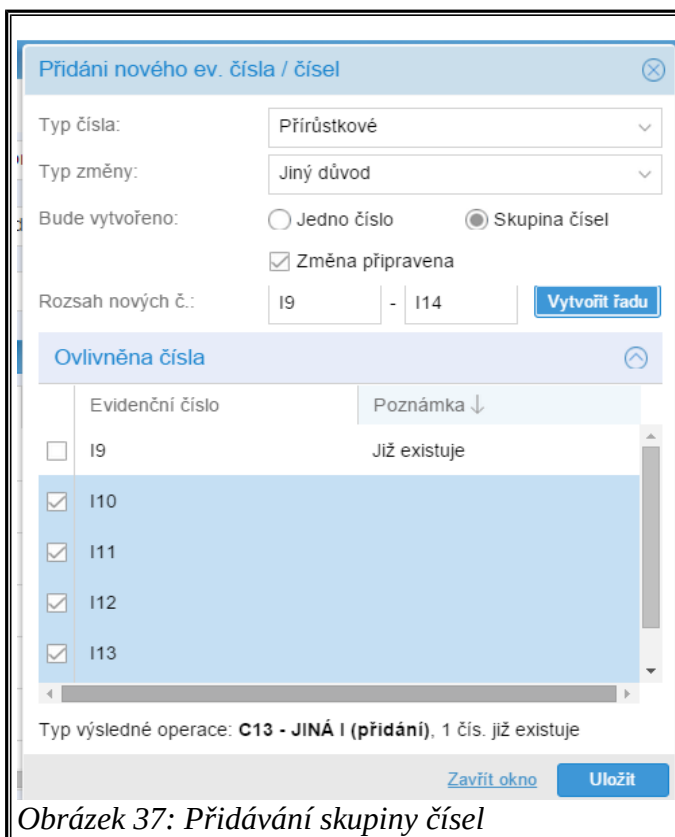 Přidáni nového ev. čísla / čísel
Typ čísla: Přírůstkové
Typ změny: Jiný důvod
Bude vytvořeno: Jedno číslo Skupina čísel
Změna připravena
Rozsah nových č.: I9 - I14 Vytvořit řadu
Ovlivněna čísla
Evidenční číslo Poznámka
I9 Již existuje
I10
I11
I12
I13
Typ výsledné operace: C13 - JINÁ I (přidání), 1 čís. již existuje
Zavřít okno Uložit
Obrázek 37: Přidávání skupiny čísel